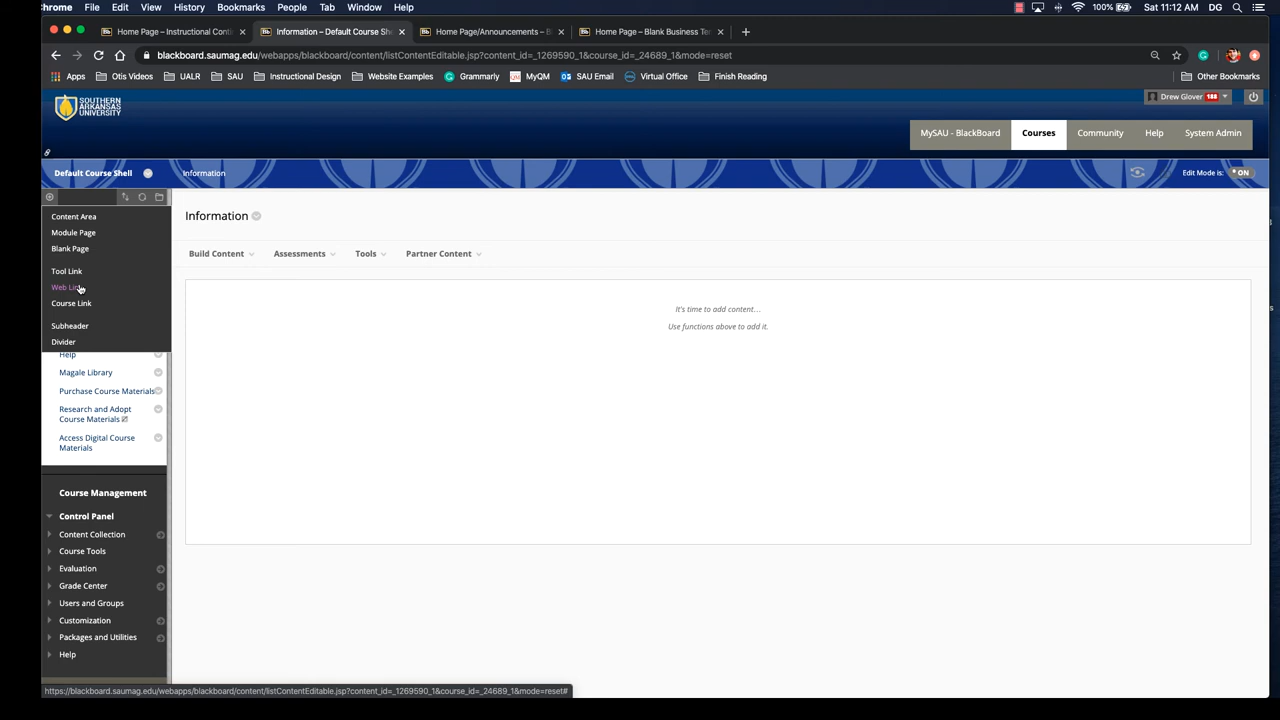 Chrome File Edit View History Bookmarks People Tab Window Help 100% Sat 11:12 AM DG
Home Page – Instructional Conti × Information – Default Course She × Home Page/Announcements – B × Home Page – Blank Business Ter × +
blackboard.saumag.edu/webapps/blackboard/content/listContentEditable.jsp?content_id=_1269590_1&course_id=_24689_1&mode=reset
Apps Otis Videos UALR SAU Instructional Design Website Examples Grammarly MyQM SAU Email Virtual Office Finish Reading Other Bookmarks
Drew Glover 188
SOUTHERN
ARKANSAS
UNIVERSITY
MySAU - BlackBoard Courses Community Help System Admin
Default Course Shell Information Edit Mode is: ON
Content Area
Module Page
Blank Page
Tool Link
Web Link
Course Link
Subheader
Divider
Help
Magale Library
Purchase Course Materials
Research and Adopt
Course Materials
Access Digital Course
Materials
Course Management
Control Panel
Content Collection
Course Tools
Evaluation
Grade Center
Users and Groups
Customization
Packages and Utilities
Help
Information
Build Content Assessments Tools Partner Content
It's time to add content...
Use functions above to add it.
https://blackboard.saumag.edu/webapps/blackboard/content/listContentEditable.jsp?content_id=_1269590_1&course_id=_24689_1&mode=reset#